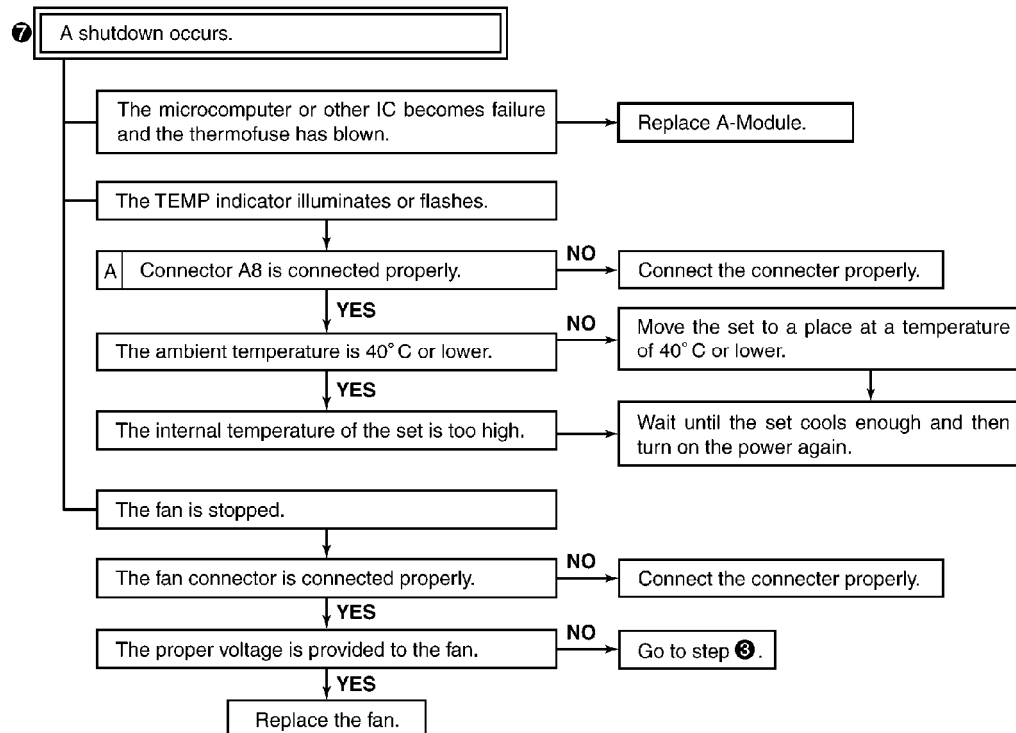 ❼ A shutdown occurs.
The microcomputer or other IC becomes failure
and the thermofuse has blown.
Replace A-Module.
The TEMP indicator illuminates or flashes.
A Connector A8 is connected properly.
NO
Connect the connecter properly.
YES
The ambient temperature is 40°C or lower.
NO
Move the set to a place at a temperature
of 40°C or lower.
YES
The internal temperature of the set is too high.
Wait until the set cools enough and then
turn on the power again.
The fan is stopped.
The fan connector is connected properly.
NO
Connect the connecter properly.
YES
The proper voltage is provided to the fan.
NO
Go to step ❸.
YES
Replace the fan.